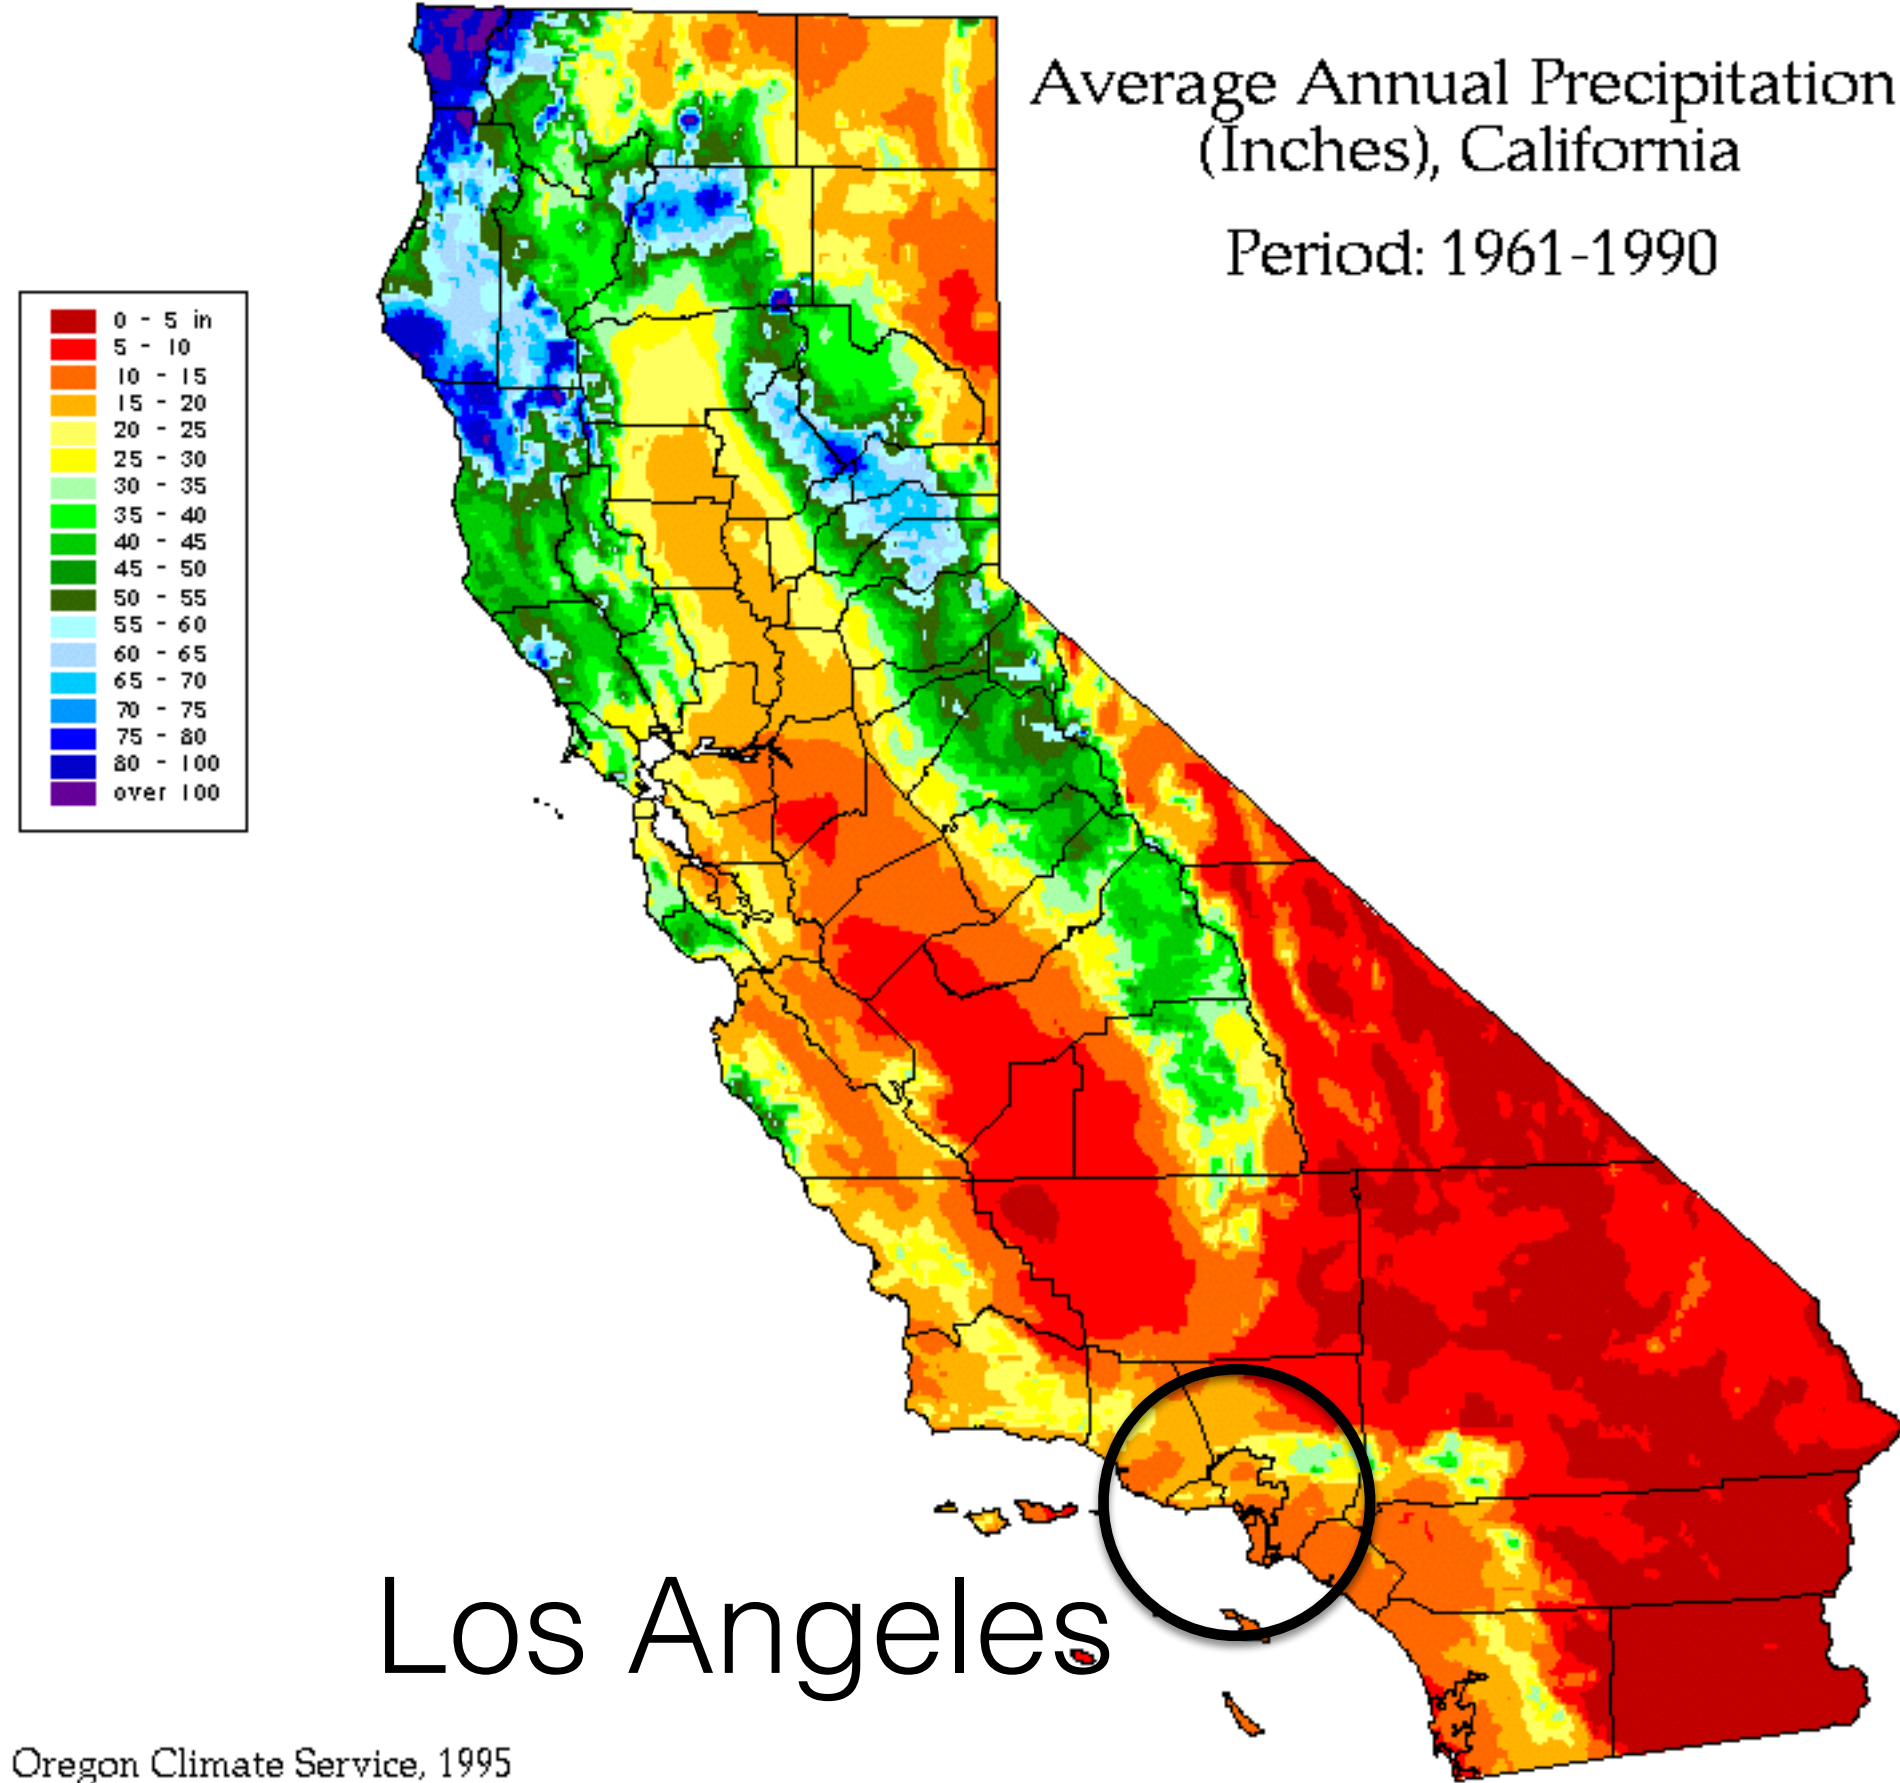 Average Annual Precipitation
(Inches), California
Period: 1961-1990
0 - 5 in
5 - 10
10 - 15
15 - 20
20 - 25
25 - 30
30 - 35
35 - 40
40 - 45
45 - 50
50 - 55
55 - 60
60 - 65
65 - 70
70 - 75
75 - 80
80 - 100
over 100
Los Angeles
Oregon Climate Service, 1995